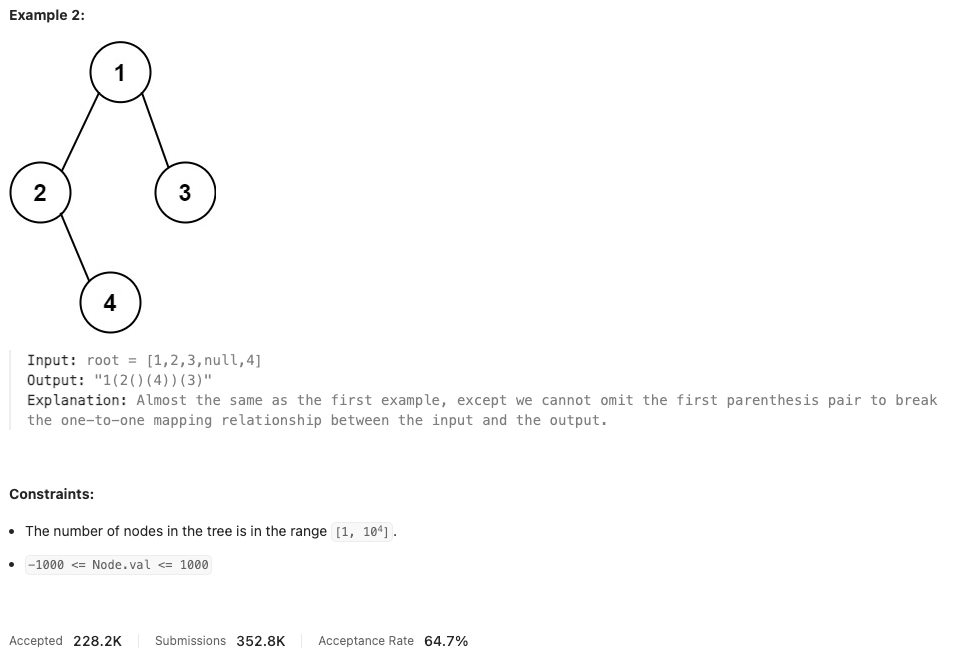 Example 2:
1
2
3
4
Input: root = [1,2,3,null,4]
Output: "1(2()(4))(3)"
Explanation: Almost the same as the first example, except we cannot omit the first parenthesis pair to break
the one-to-one mapping relationship between the input and the output.
Constraints:
• The number of nodes in the tree is in the range [1, 10⁴].
• -1000 <= Node.val <= 1000
Accepted 228.2K Submissions 352.8K Acceptance Rate 64.7%